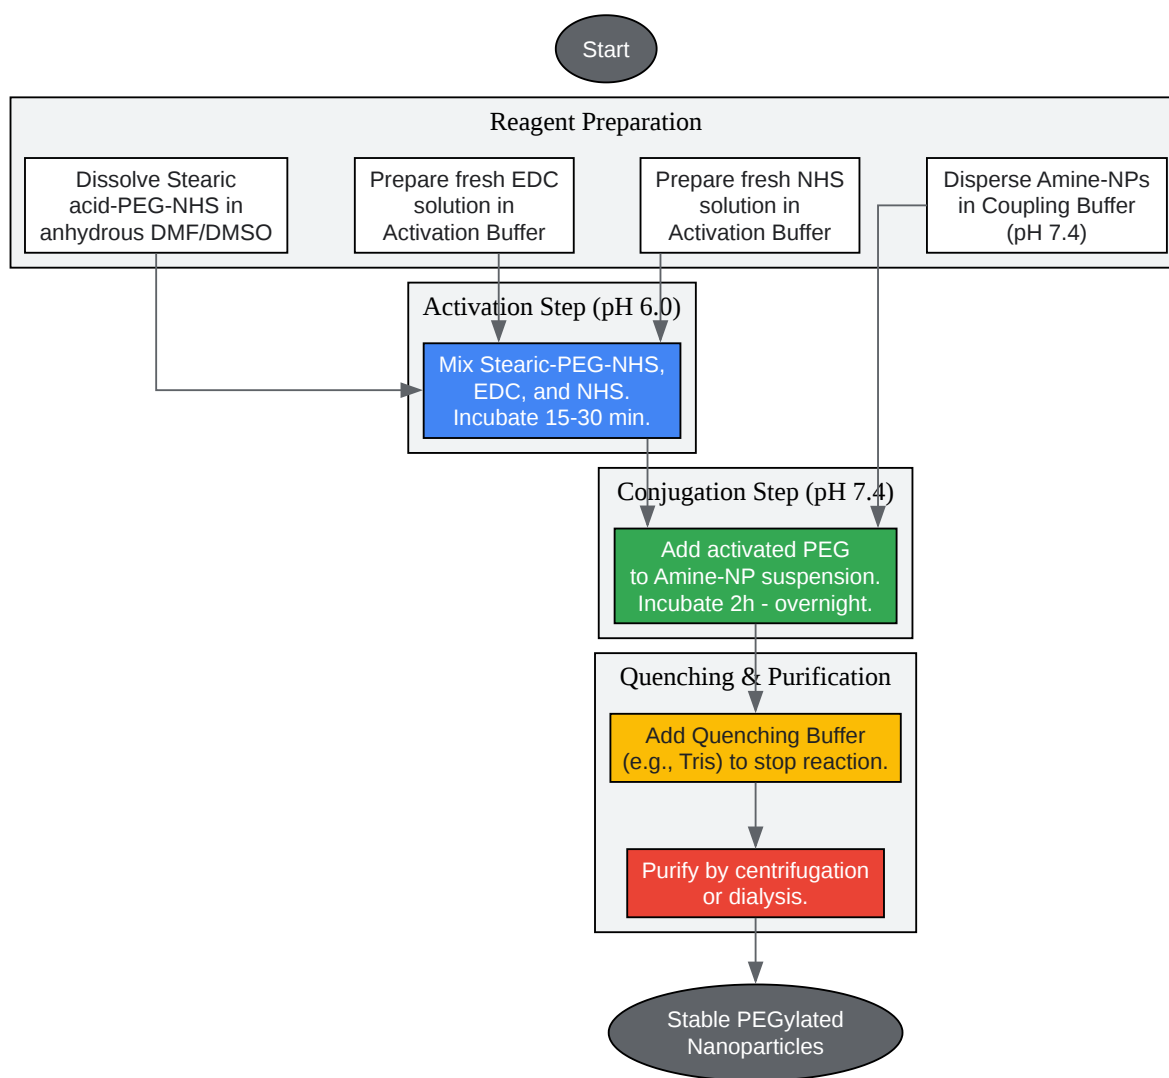 Start
Reagent Preparation
Dissolve Stearic
acid-PEG-NHS in
anhydrous DMF/DMSO
Prepare fresh EDC
solution in
Activation Buffer
Prepare fresh NHS
solution in
Activation Buffer
Disperse Amine-NPs
in Coupling Buffer
(pH 7.4)
Activation Step (pH 6.0)
Mix Stearic-PEG-NHS,
EDC, and NHS.
Incubate 15-30 min.
Conjugation Step (pH 7.4)
Add activated PEG
to Amine-NP suspension.
Incubate 2h - overnight.
Quenching & Purification
Add Quenching Buffer
(e.g., Tris) to stop reaction.
Purify by centrifugation
or dialysis.
Stable PEGylated
Nanoparticles